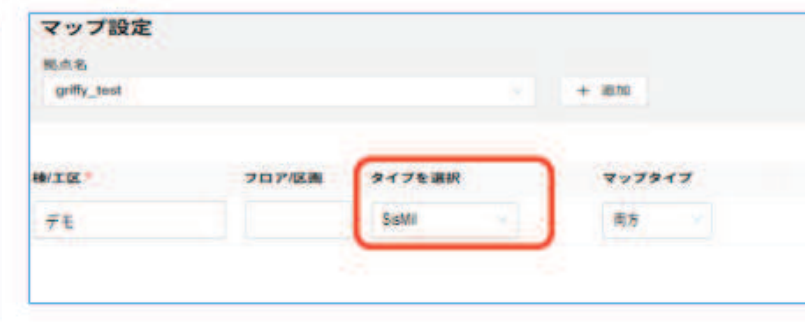 マップ設定
拠点名
griffy_test
+ 追加
棟/工区* フロア/区画 タイプを選択 マップタイプ
デモ SisMil 両方